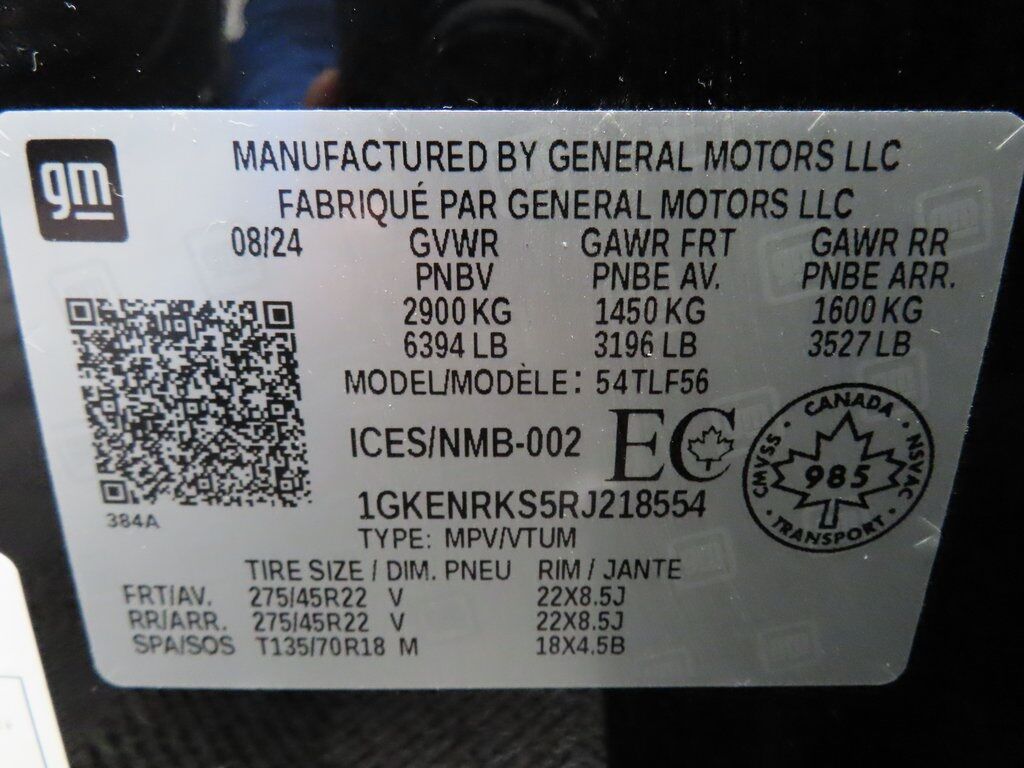 gm
MANUFACTURED BY GENERAL MOTORS LLC
FABRIQUÉ PAR GENERAL MOTORS LLC
08/24 GVWR GAWR FRT GAWR RR
PNBV PNBE AV. PNBE ARR.
2900 KG 1450 KG 1600 KG
6394 LB 3196 LB 3527 LB
MODEL/MODÈLE: 54TLF56
ICES/NMB-002 EC
CANADA
CMVSS 985 NSVAC
TRANSPORT
384A
1GKENRKS5RJ218554
TYPE: MPV/VTUM
TIRE SIZE / DIM. PNEU RIM / JANTE
FRT/AV. 275/45R22 V 22X8.5J
RR/ARR. 275/45R22 V 22X8.5J
SPA/SOS T135/70R18 M 18X4.5B